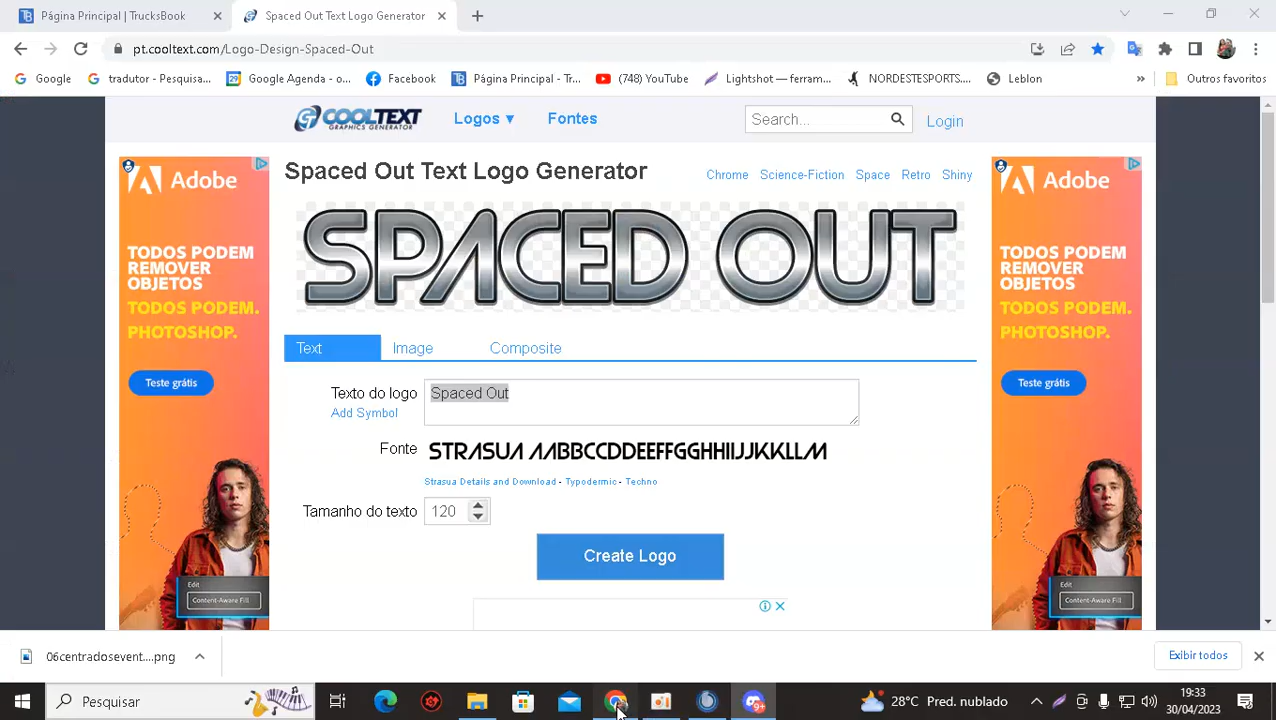 Página Principal | TrucksBook
Spaced Out Text Logo Generator
pt.cooltext.com/Logo-Design-Spaced-Out
Google
tradutor - Pesquisa...
Google Agenda - o...
Facebook
Página Principal - Tr...
(748) YouTube
Lightshot — ferram...
NORDESTESPORTS....
Leblon
»
Outros favoritos
COOLTEXT
GRAPHICS GENERATOR
Logos ▼
Fontes
Search...
Login
Adobe
TODOS PODEM
REMOVER
OBJETOS
TODOS PODEM.
PHOTOSHOP.
Teste grátis
Edit
Content-Aware Fill
Spaced Out Text Logo Generator
Chrome
Science-Fiction
Space
Retro
Shiny
SPACED OUT
Text
Image
Composite
Texto do logo
Spaced Out
Add Symbol
Fonte
STRASUA AABBCCDDEEFFGGHHIIJJKKLLM
Strasua Details and Download - Typodermic - Techno
Tamanho do texto
120
Create Logo
Adobe
TODOS PODEM
REMOVER
OBJETOS
TODOS PODEM.
PHOTOSHOP.
Teste grátis
Edit
Content-Aware Fill
06centradosevent....png
Exibir todos
Pesquisar
28°C Pred. nublado
19:33
30/04/2023